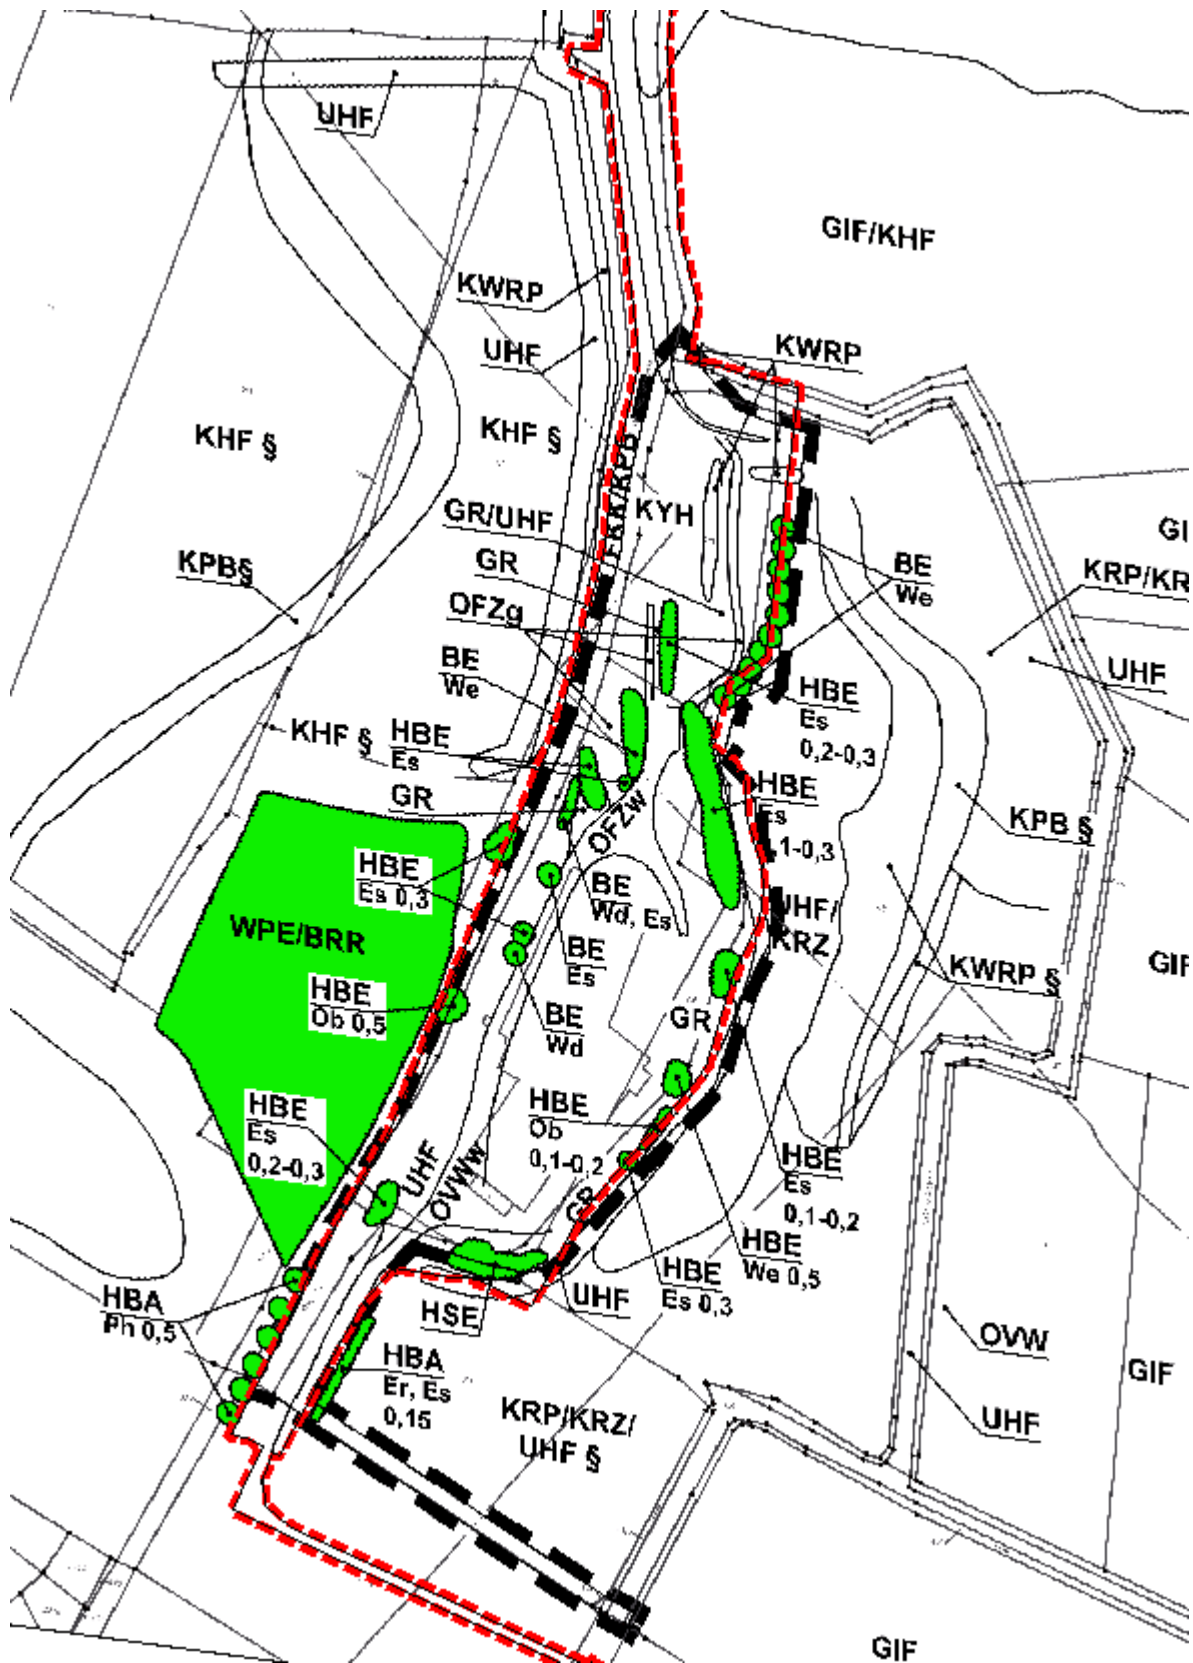 UHF
GIF/KHF
KWRP
UHF
KWRP
KHF §
KHF §
FKK/KPB
GR/UHF
KYH
GI
GR
KPB§
BE
We
KRP/KR
OFZg
BE
We
UHF
HBE
Es
0,2-0,3
HBE
Es
KHF §
GR
HBE
Es
1-0,3
OFZw
KPB §
HBE
Es 0,3
BE
Wd, Es
UHF/
KRZ
WPE/BRR
BE
Es
KWRP §
GIF
HBE
Ob 0,5
BE
Wd
GR
HBE
Es
0,2-0,3
HBE
Ob
0,1-0,2
UHF
OVWw
HBE
Es
0,1-0,2
GR
HBE
We 0,5
HBE
Es 0,3
UHF
HBA
Ph 0,5
HSE
OVW
HBA
Er, Es
0,15
GIF
KRP/KRZ/
UHF §
UHF
GIF